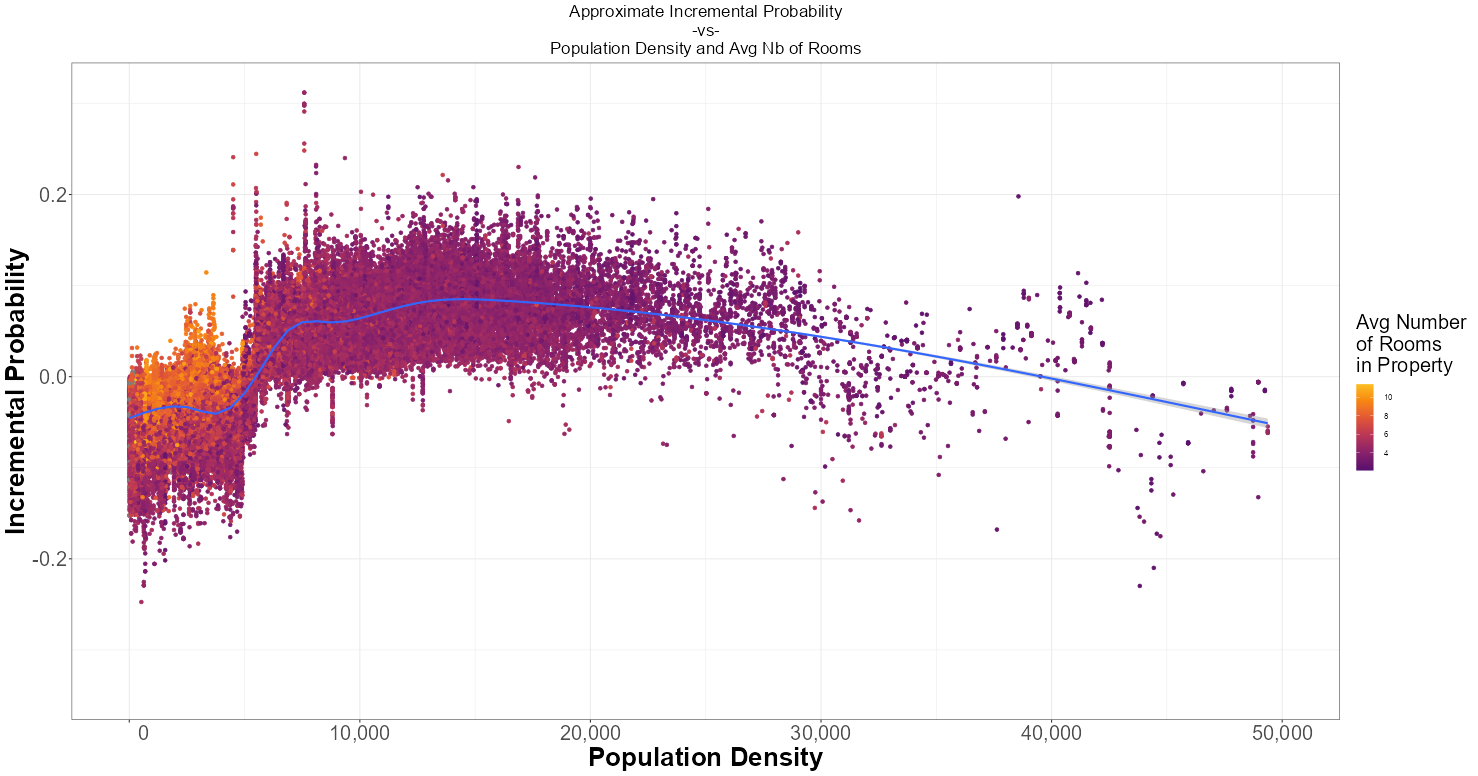 Approximate Incremental Probability
-vs-
Population Density and Avg Nb of Rooms
Incremental Probability
0.2
0.0
-0.2
0
10,000
20,000
30,000
40,000
50,000
Population Density
Avg Number
of Rooms
in Property
10
8
6
4